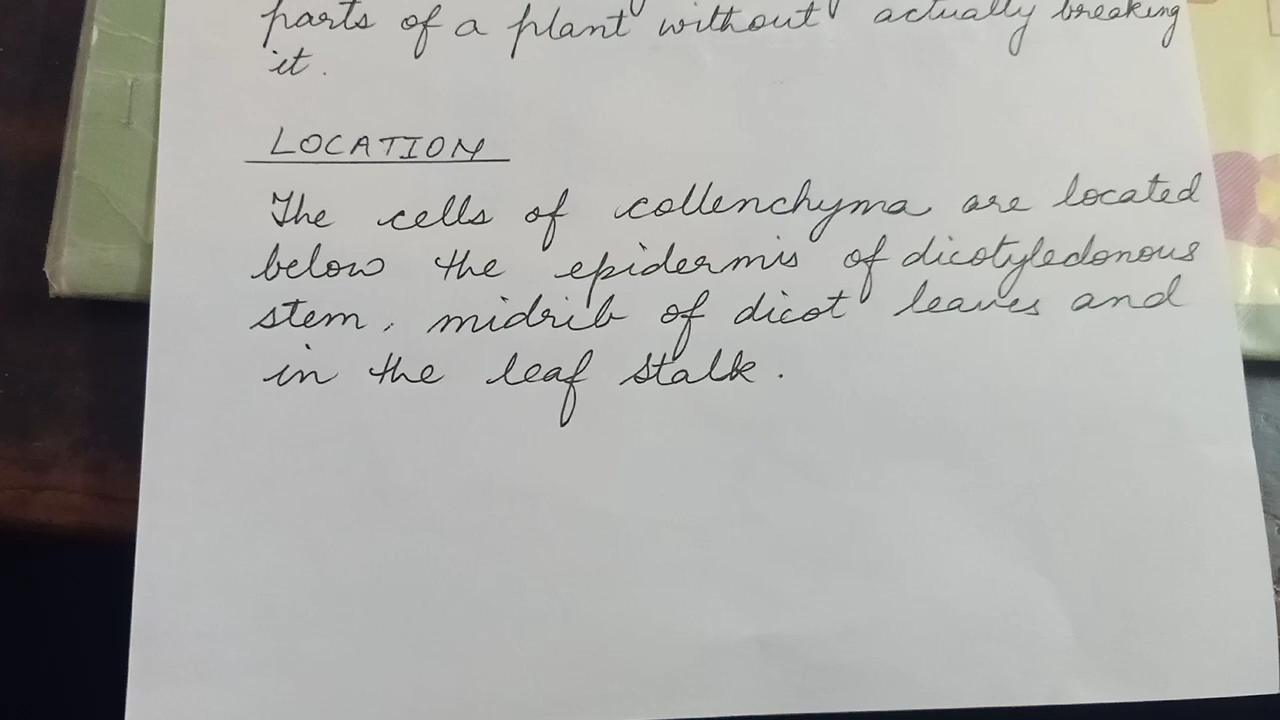 parts of a plant without actually breaking
it.
LOCATION
The cells of collenchyma are located
below the epidermis of dicotyledonous
stem, midrib of dicot leaves and
in the leaf stalk.